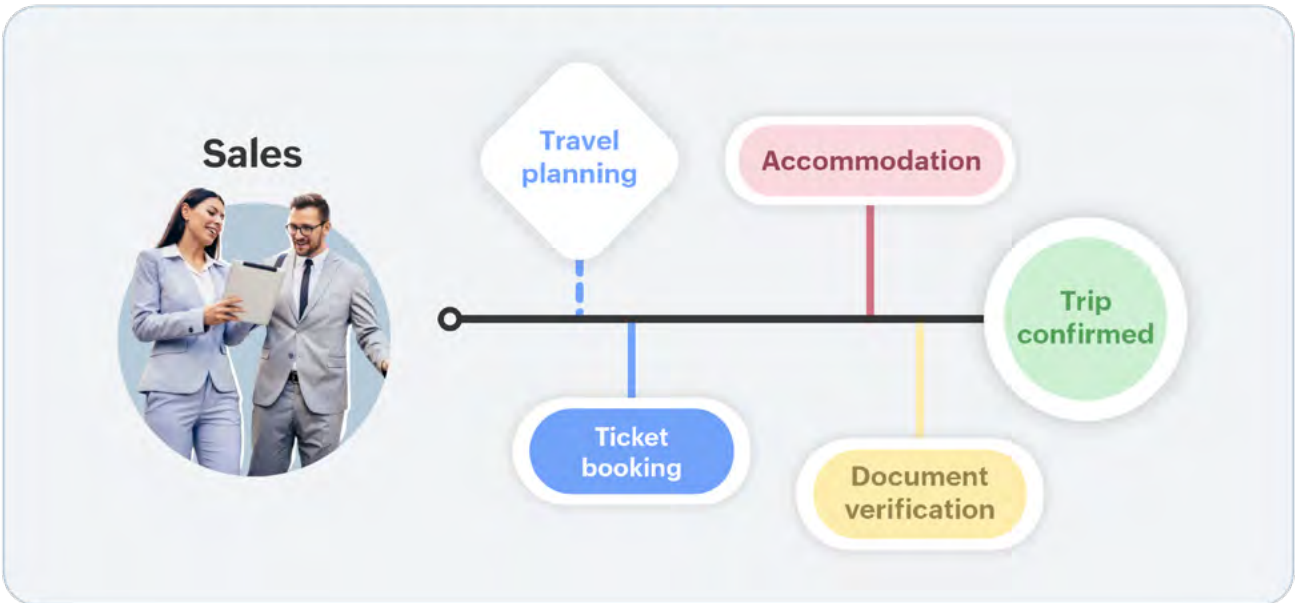 Sales
Travel
planning
Ticket
booking
Accommodation
Document
verification
Trip
confirmed